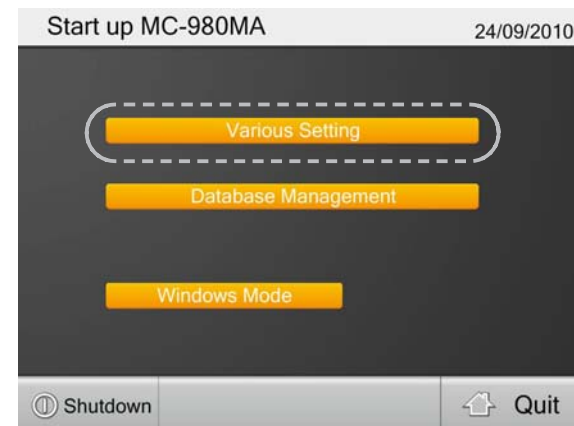 Start up MC-980MA
24/09/2010
Various Setting
Database Management
Windows Mode
Shutdown
Quit